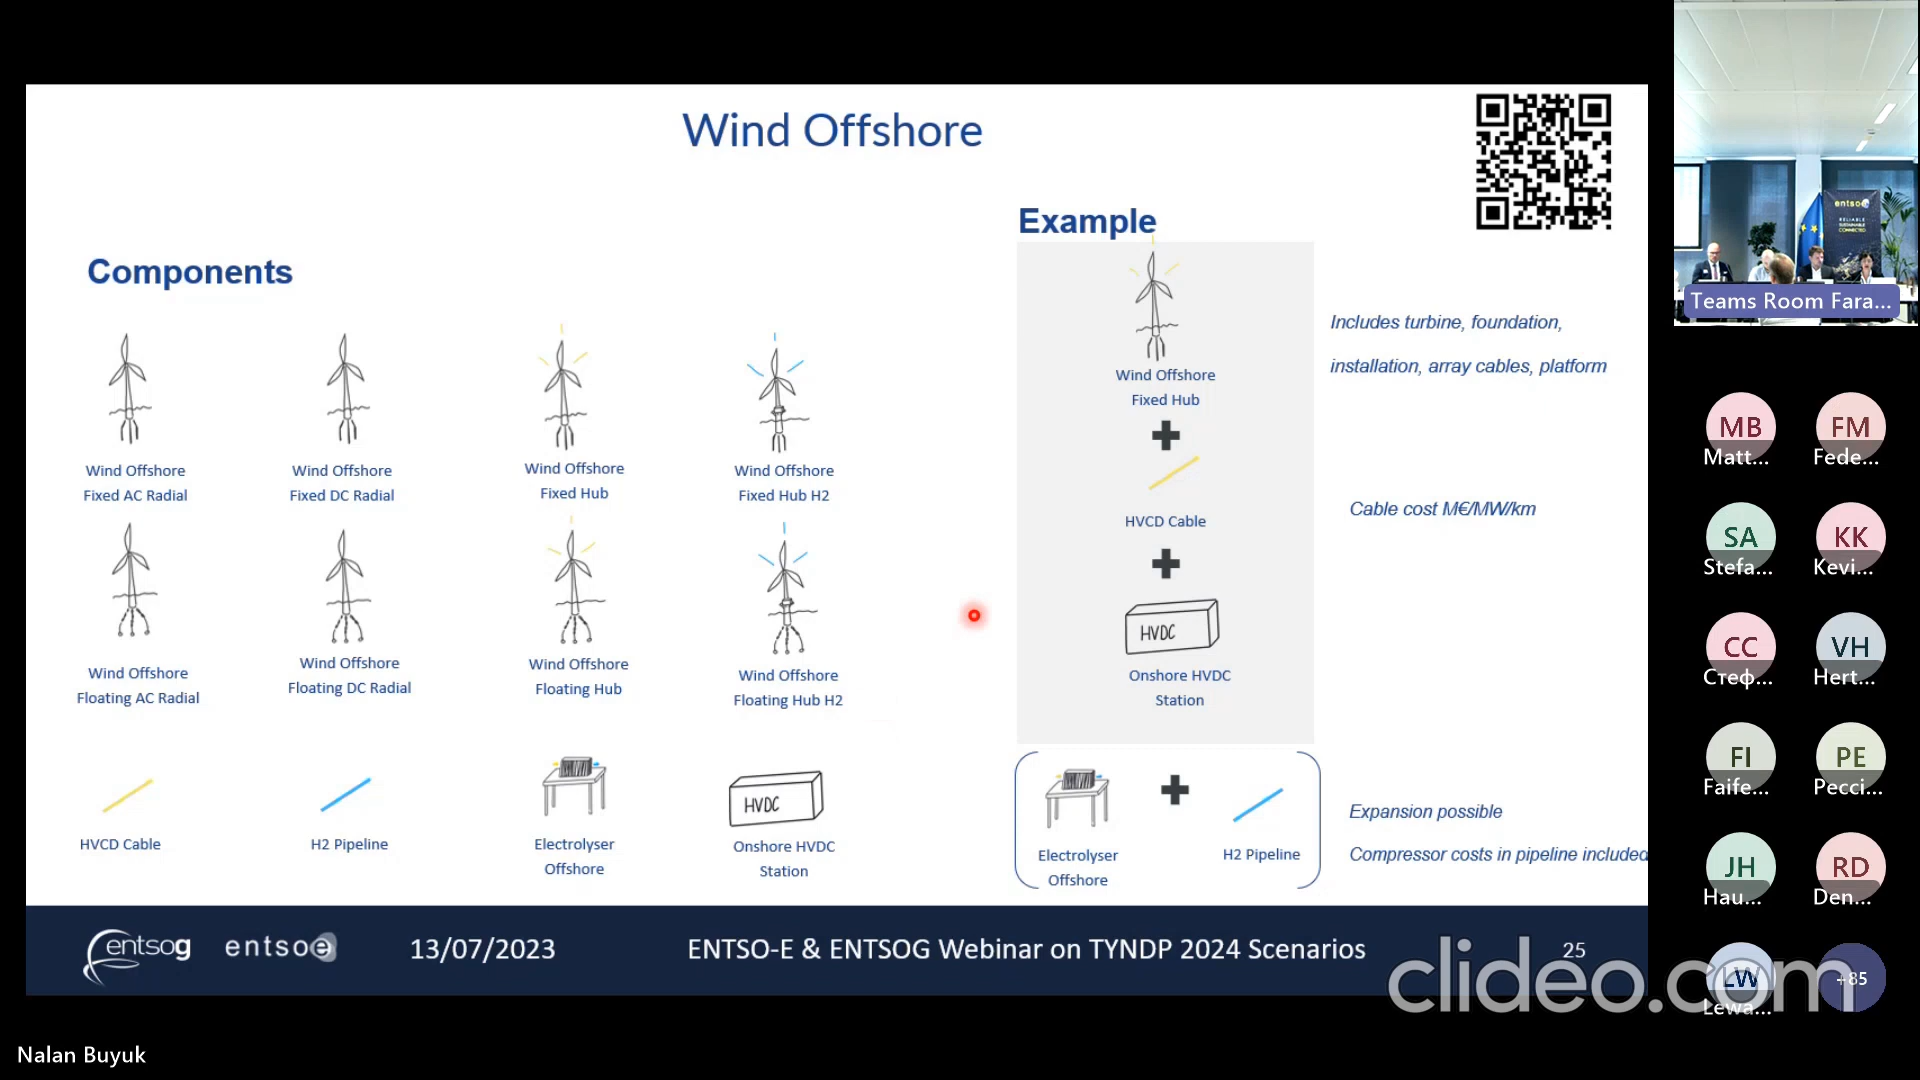 Wind Offshore
Components
Wind Offshore
Fixed AC Radial
Wind Offshore
Fixed DC Radial
Wind Offshore
Fixed Hub
Wind Offshore
Fixed Hub H2
Wind Offshore
Floating AC Radial
Wind Offshore
Floating DC Radial
Wind Offshore
Floating Hub
Wind Offshore
Floating Hub H2
HVCD Cable
H2 Pipeline
Electrolyser
Offshore
HVDC
Onshore HVDC
Station
Example
Wind Offshore
Fixed Hub
Includes turbine, foundation,
installation, array cables, platform
HVCD Cable
Cable cost M€/MW/km
HVDC
Onshore HVDC
Station
Electrolyser
Offshore
H2 Pipeline
Expansion possible
Compressor costs in pipeline included
entsog
entsoe
13/07/2023
ENTSO-E & ENTSOG Webinar on TYNDP 2024 Scenarios
25
clideo.com
entsoe
RELIABLE
SUSTAINABLE
CONNECTED
Teams Room Fara...
MB
Matt...
FM
Fede...
SA
Stefa...
KK
Kevi...
CC
Стеф...
VH
Hert...
FI
Faife...
PE
Pecci...
JH
Hau...
RD
Den...
LW
Lewa...
+85
Nalan Buyuk